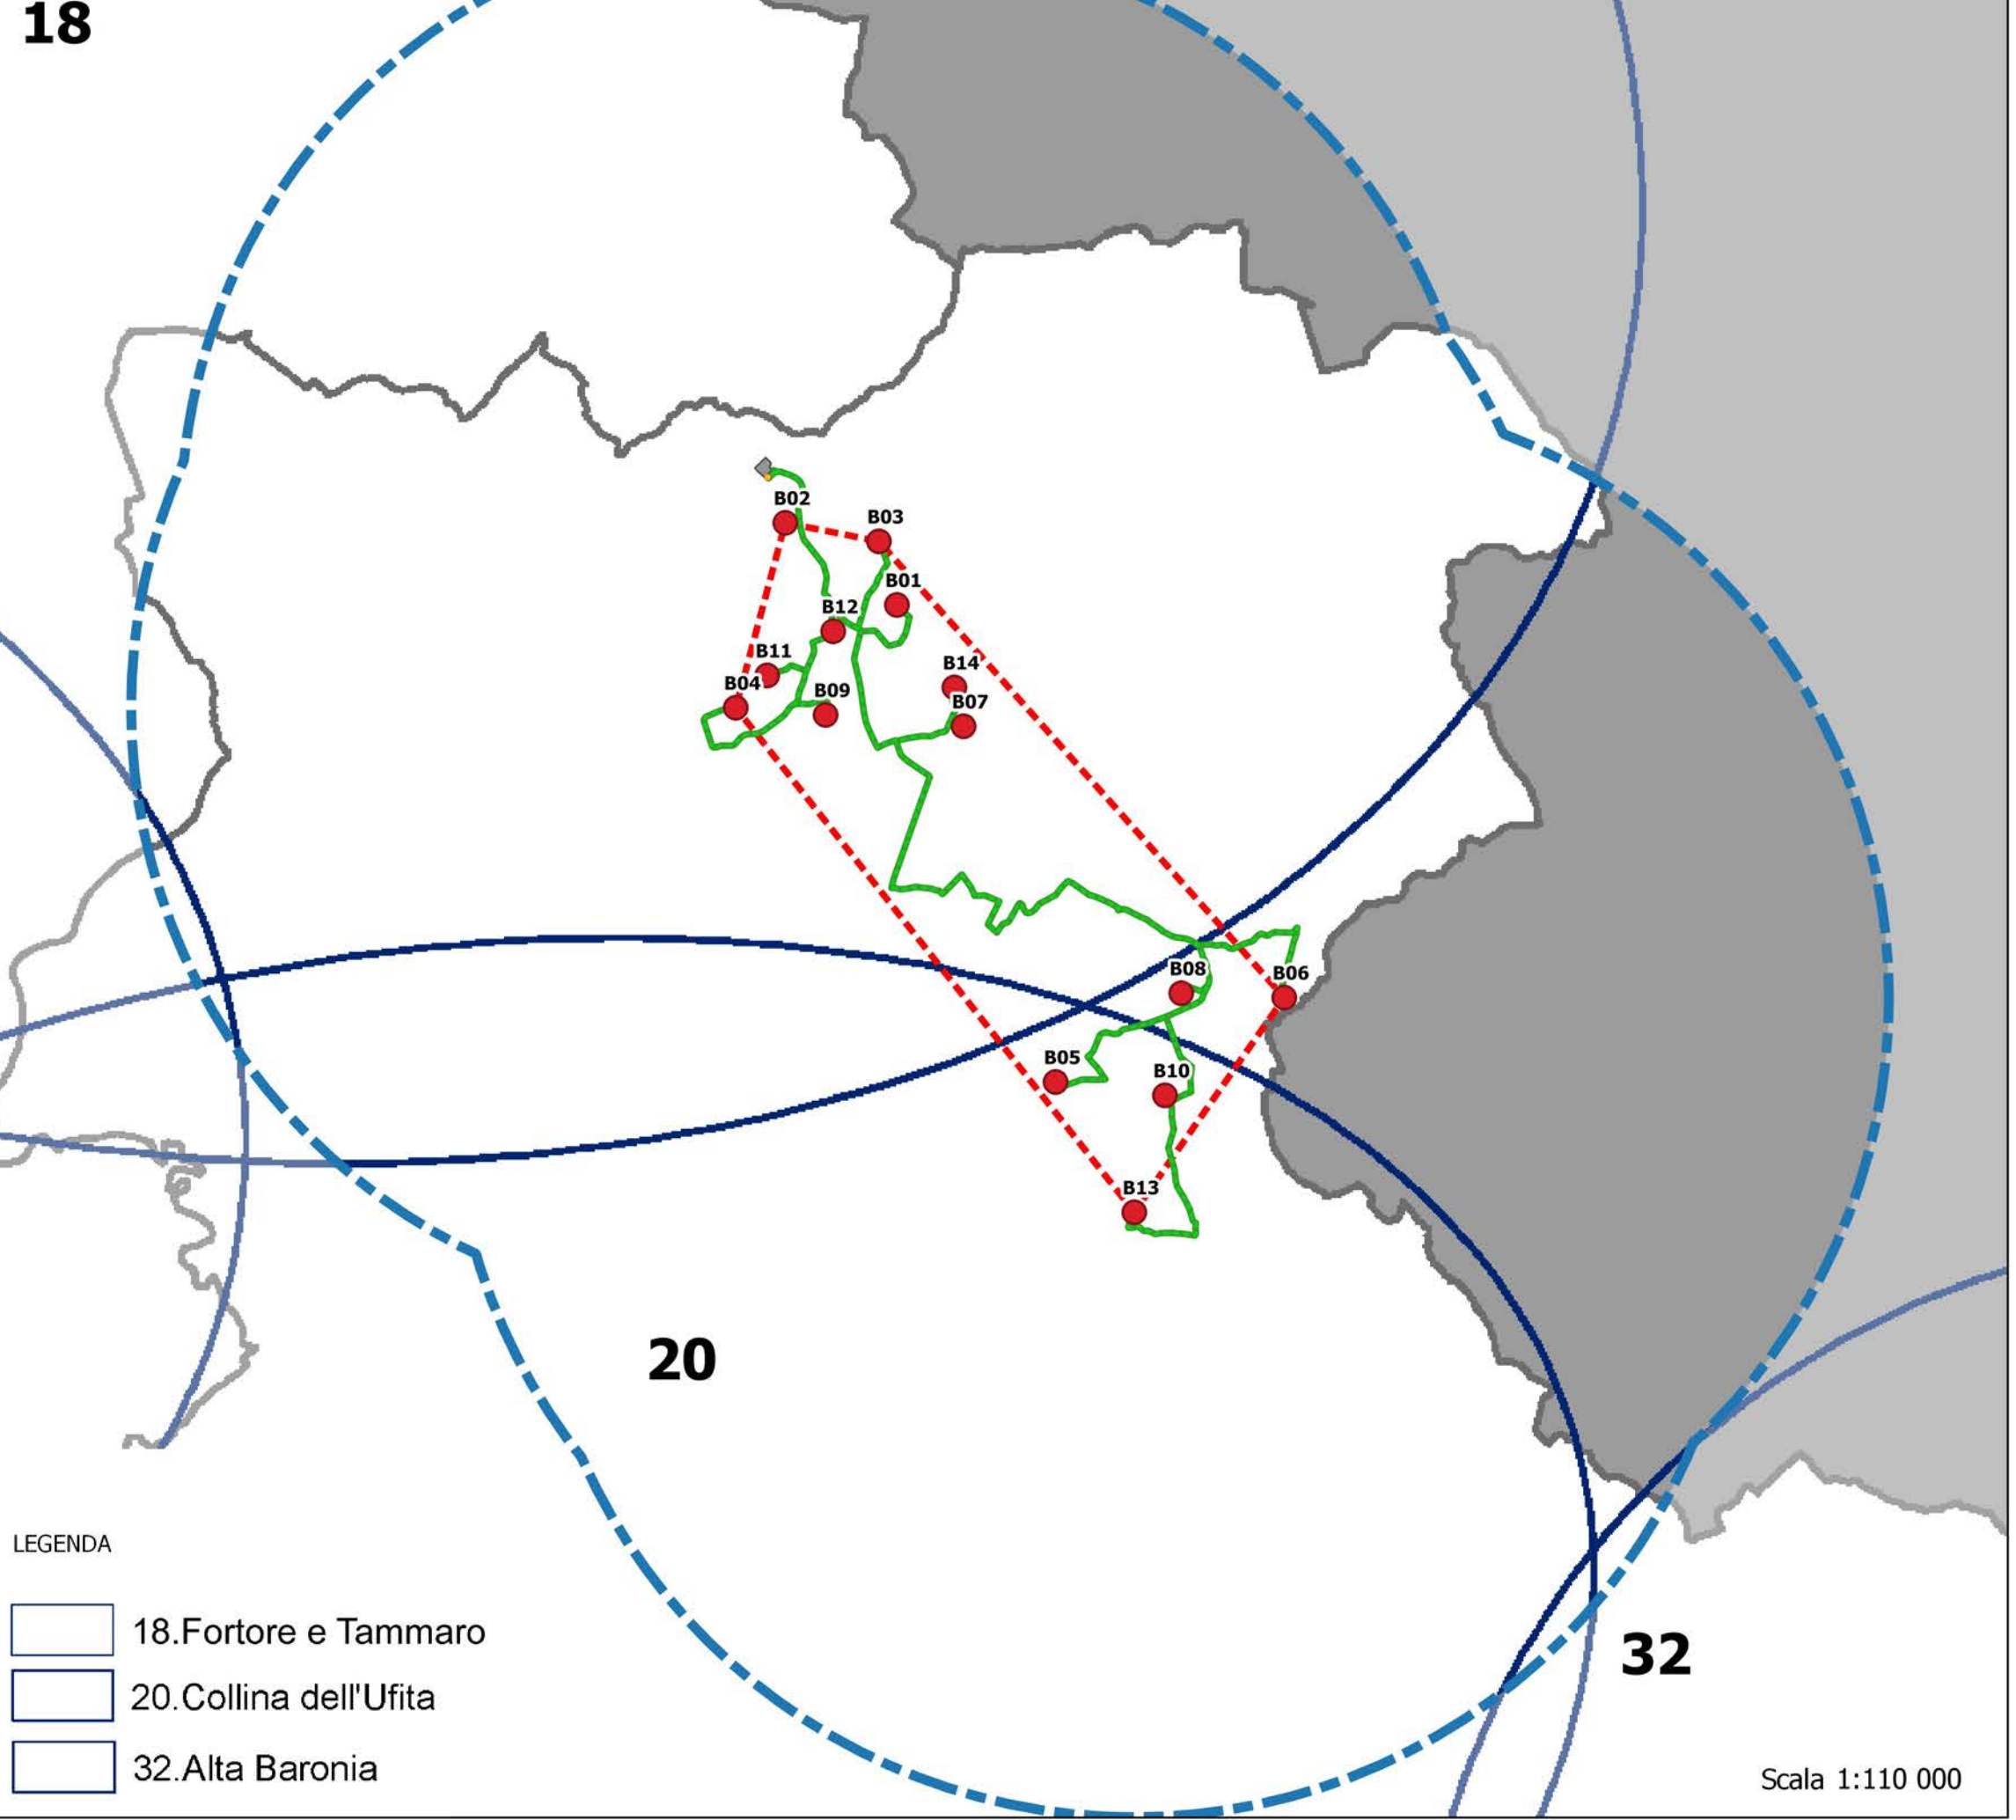 18
B02
B03
B01
B12
B11
B14
B04
B09
B07
B08
B06
B05
B10
B13
20
32
LEGENDA
18.Fortore e Tammaro
20.Collina dell'Ufita
32.Alta Baronia
Scala 1:110 000